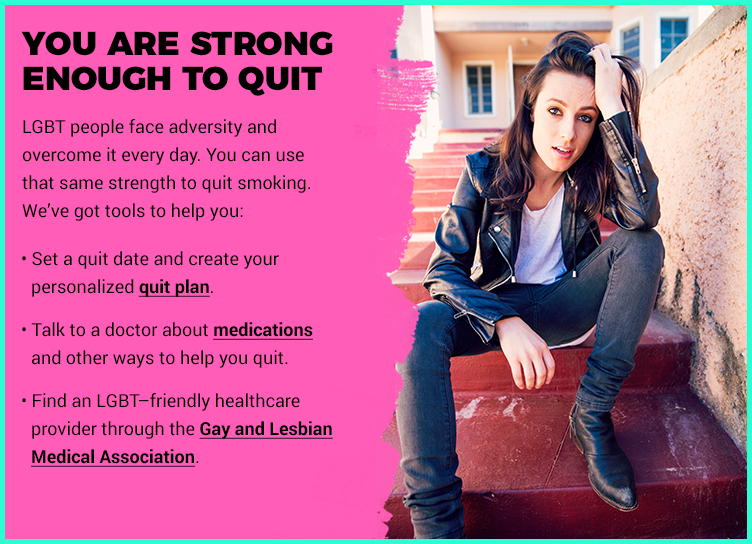 YOU ARE STRONG
ENOUGH TO QUIT
LGBT people face adversity and
overcome it every day. You can use
that same strength to quit smoking.
We’ve got tools to help you:
• Set a quit date and create your
personalized quit plan.
• Talk to a doctor about medications
and other ways to help you quit.
• Find an LGBT–friendly healthcare
provider through the Gay and Lesbian
Medical Association.